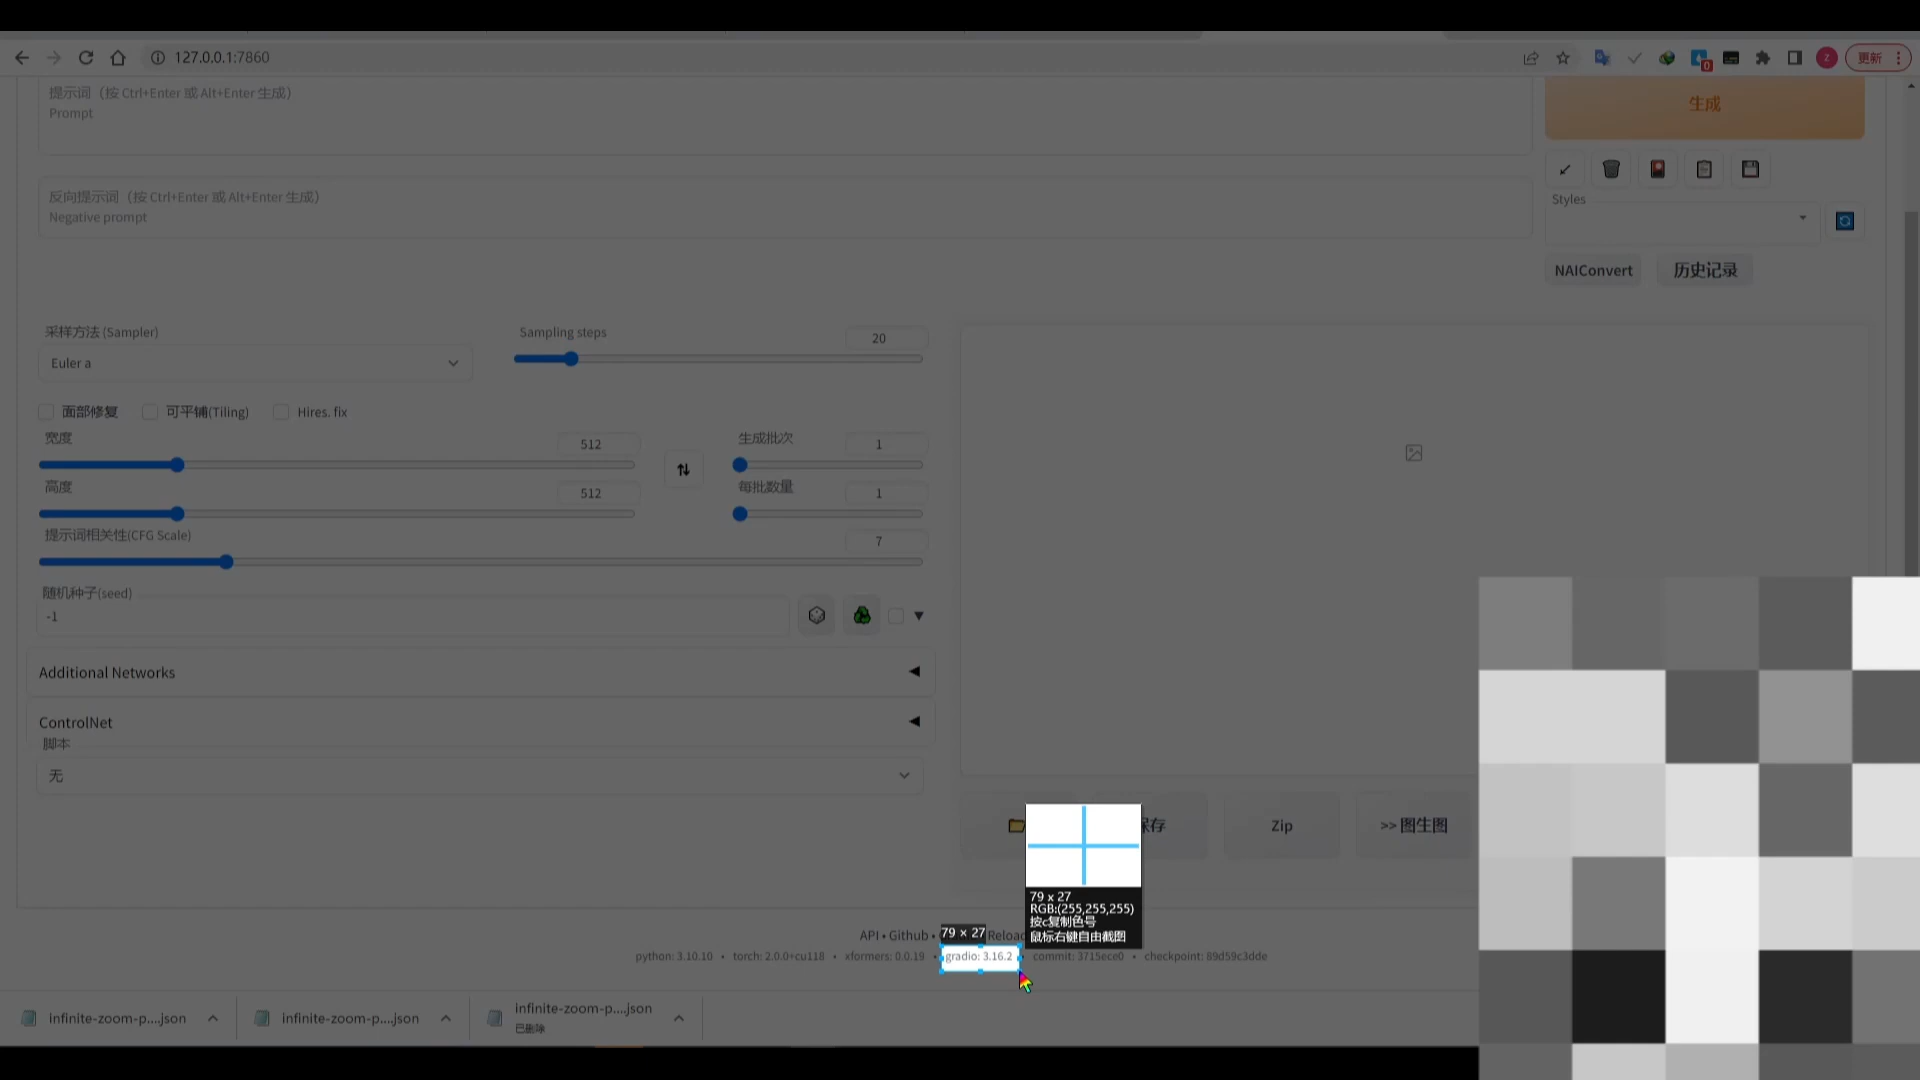 127.0.0.1:7860
更新
提示词（按 Ctrl+Enter 或 Alt+Enter 生成）
Prompt
生成
反向提示词（按 Ctrl+Enter 或 Alt+Enter 生成）
Negative prompt
Styles
NAIConvert
历史记录
采样方法 (Sampler)
Euler a
Sampling steps
20
面部修复
可平铺(Tiling)
Hires. fix
宽度
512
生成批次
1
高度
512
每批数量
1
提示词相关性(CFG Scale)
7
随机种子(seed)
-1
Additional Networks
ControlNet
脚本
无
保存
Zip
>> 图生图
79 x 27
RGB:(255,255,255)
按c复制色号
鼠标右键自由截图
79 × 27
API • Github •
python: 3.10.10 • torch: 2.0.0+cu118 • xformers: 0.0.19 • gradio: 3.16.2 • commit: 3715ece0 • checkpoint: 89d59c3dde
infinite-zoom-p....json
infinite-zoom-p....json
infinite-zoom-p....json
已删除